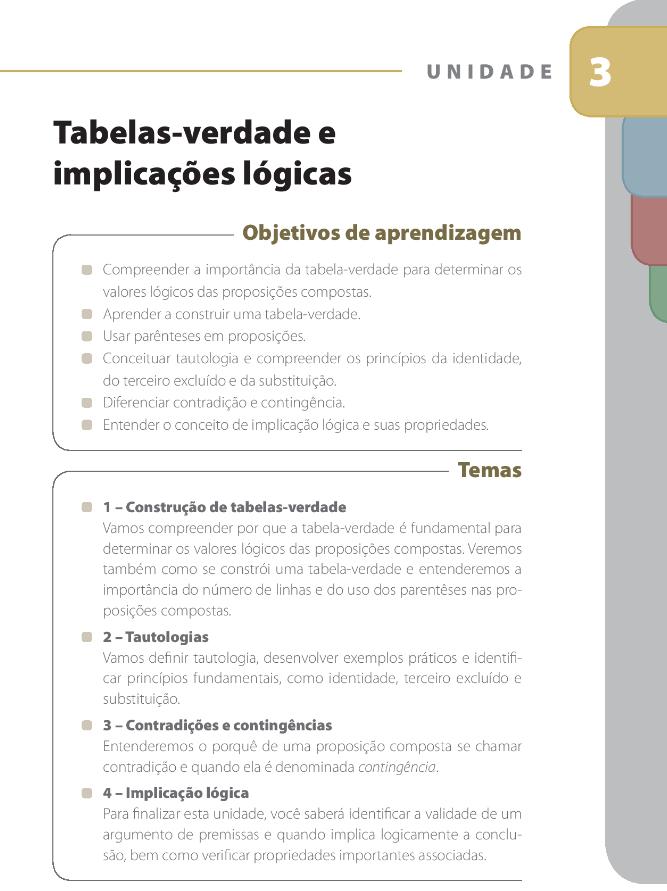 UNIDADE 3
Tabelas-verdade e
implicações lógicas
Objetivos de aprendizagem
Compreender a importância da tabela-verdade para determinar os
valores lógicos das proposições compostas.
Aprender a construir uma tabela-verdade.
Usar parênteses em proposições.
Conceituar tautologia e compreender os princípios da identidade,
do terceiro excluído e da substituição.
Diferenciar contradição e contingência.
Entender o conceito de implicação lógica e suas propriedades.
Temas
1 – Construção de tabelas-verdade
Vamos compreender por que a tabela-verdade é fundamental para
determinar os valores lógicos das proposições compostas. Veremos
também como se constrói uma tabela-verdade e entenderemos a
importância do número de linhas e do uso dos parentêses nas pro-
posições compostas.
2 – Tautologias
Vamos definir tautologia, desenvolver exemplos práticos e identifi-
car princípios fundamentais, como identidade, terceiro excluído e
substituição.
3 – Contradições e contingências
Entenderemos o porquê de uma proposição composta se chamar
contradição e quando ela é denominada contingência.
4 – Implicação lógica
Para finalizar esta unidade, você saberá identificar a validade de um
argumento de premissas e quando implica logicamente a conclu-
são, bem como verificar propriedades importantes associadas.